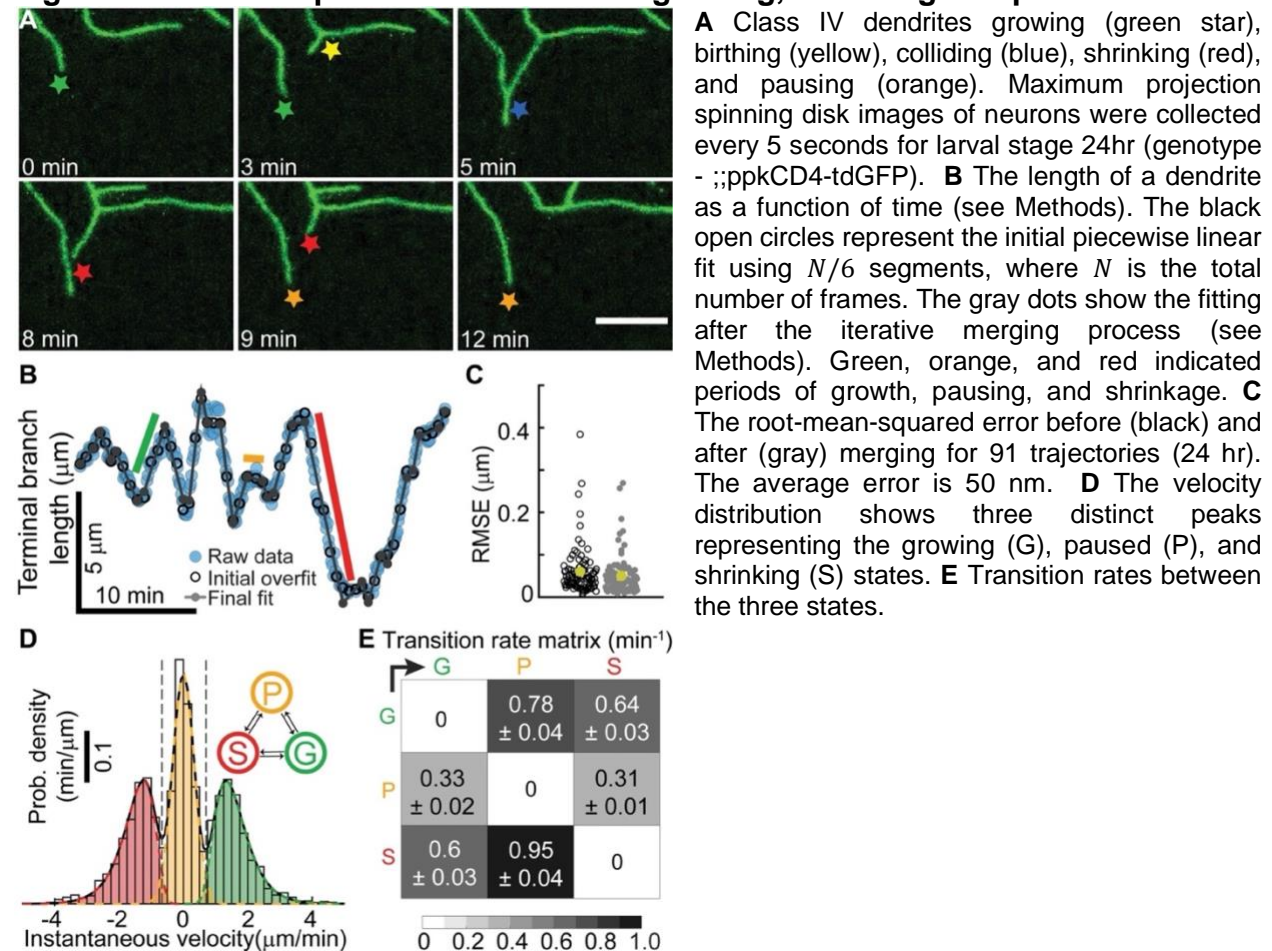 A
0 min
3 min
5 min
8 min
9 min
12 min
B
Terminal branch
length (μm)
5 μm
10 min
Raw data
Initial overfit
Final fit
C
RMSE (μm)
0.4
0.2
0
D
Prob. density
(min/μm)
0.1
P
S
G
-4 -2 0 2 4
Instantaneous velocity(μm/min)
E Transition rate matrix (min⁻¹)
G P S
G 0 0.78 ± 0.04 0.64 ± 0.03
P 0.33 ± 0.02 0 0.31 ± 0.01
S 0.6 ± 0.03 0.95 ± 0.04 0
0 0.2 0.4 0.6 0.8 1.0
A Class IV dendrites growing (green star),
birthing (yellow), colliding (blue), shrinking (red),
and pausing (orange). Maximum projection
spinning disk images of neurons were collected
every 5 seconds for larval stage 24hr (genotype
- ;;ppkCD4-tdGFP). B The length of a dendrite
as a function of time (see Methods). The black
open circles represent the initial piecewise linear
fit using N/6 segments, where N is the total
number of frames. The gray dots show the fitting
after the iterative merging process (see
Methods). Green, orange, and red indicated
periods of growth, pausing, and shrinkage. C
The root-mean-squared error before (black) and
after (gray) merging for 91 trajectories (24 hr).
The average error is 50 nm. D The velocity
distribution shows three distinct peaks
representing the growing (G), paused (P), and
shrinking (S) states. E Transition rates between
the three states.